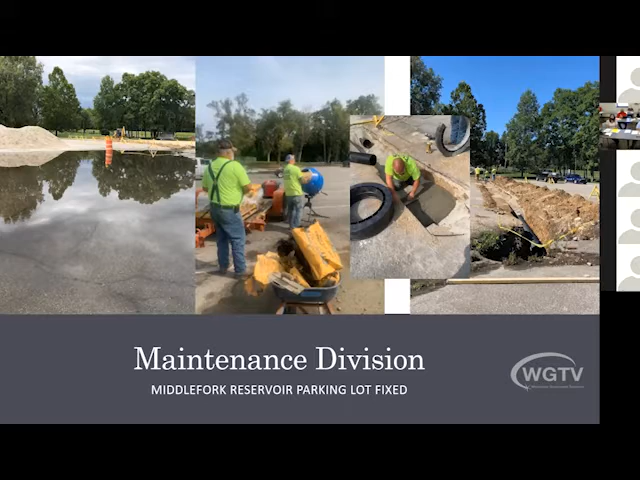 Maintenance Division
MIDDLEFORK RESERVOIR PARKING LOT FIXED
WGTV